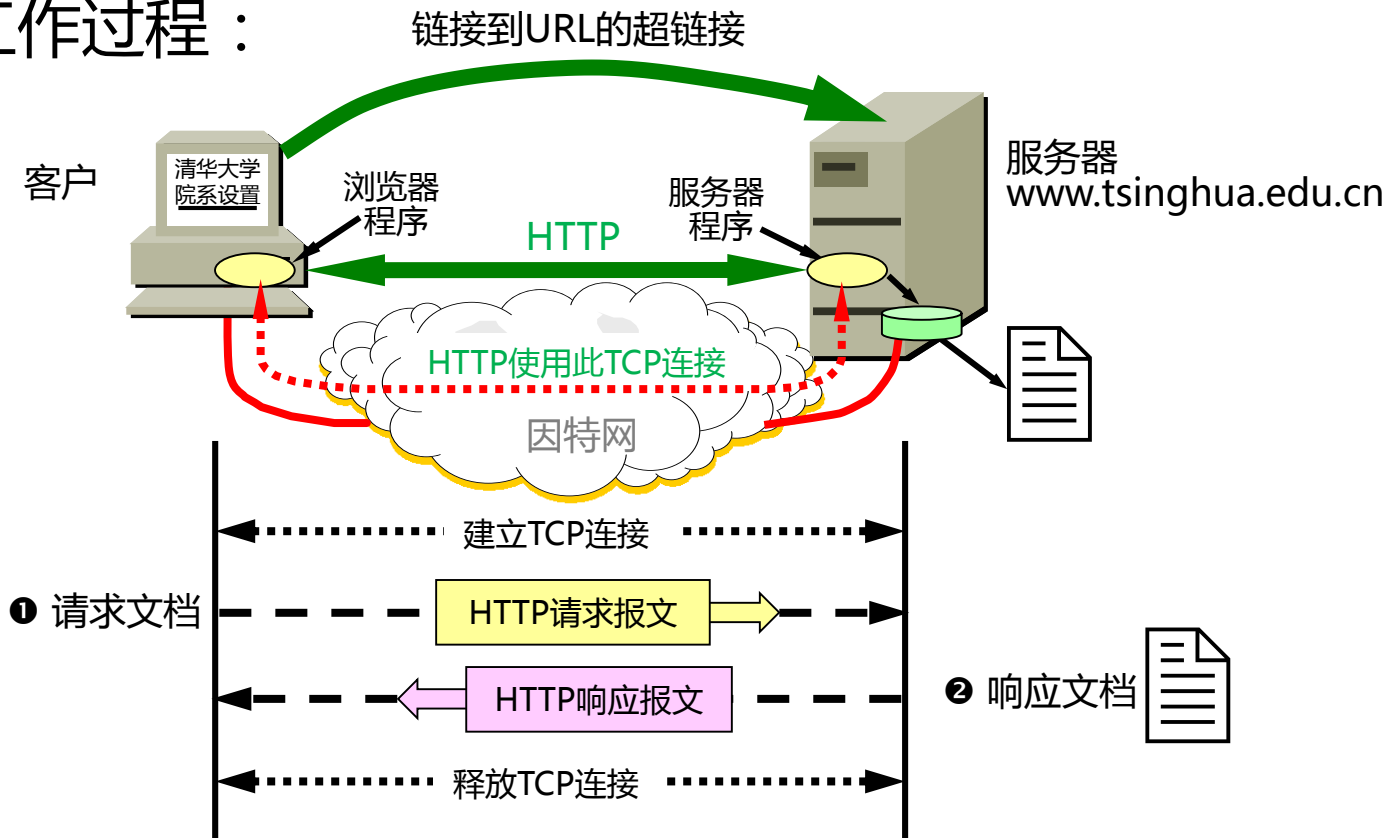 工作过程：
链接到URL的超链接
客户
清华大学
院系设置
浏览器
程序
服务器
程序
服务器
www.tsinghua.edu.cn
HTTP
HTTP使用此TCP连接
因特网
建立TCP连接
❶ 请求文档
HTTP请求报文
HTTP响应报文
❷ 响应文档
释放TCP连接